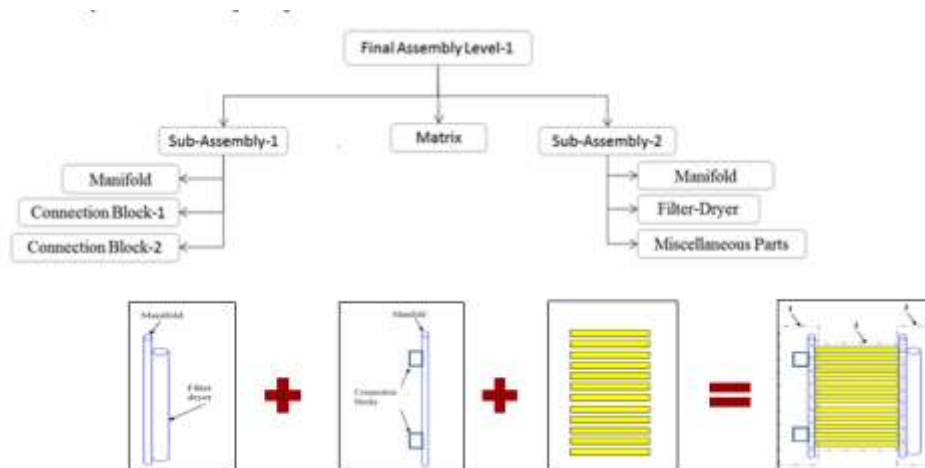 Final Assembly Level-1
Sub-Assembly-1
Matrix
Sub-Assembly-2
Manifold
Connection Block-1
Connection Block-2
Manifold
Filter-Dryer
Miscellaneous Parts
Manifold
Filter
dryer
Manifold
Connection
blocks